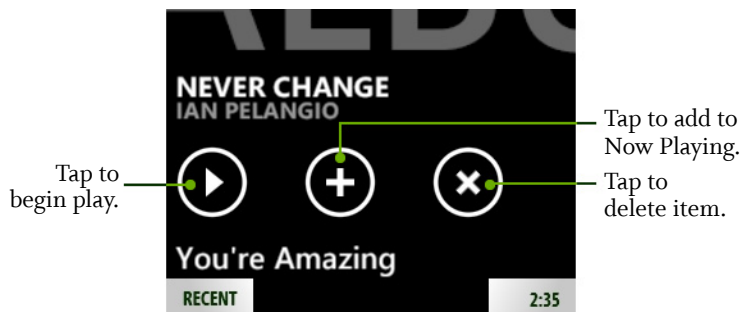 NEVER CHANGE
IAN PELANGIO
Tap to add to
Now Playing.
Tap to
begin play.
Tap to
delete item.
You're Amazing
RECENT
2:35